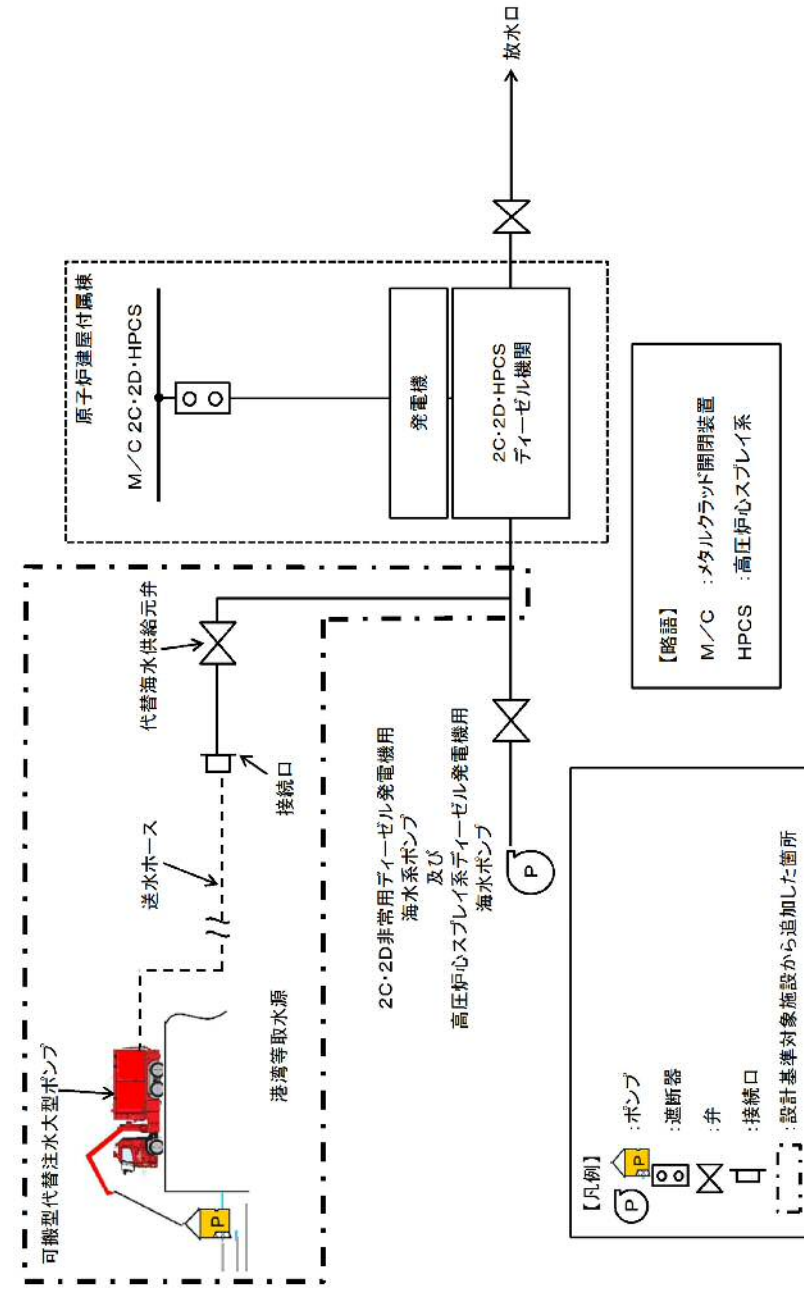 可搬型代替注水大型ポンプ
港湾等取水源
送水ホース
接続口
代替海水供給元弁
P
原子炉建屋付属棟
M/C 2C・2D・HPCS
発電機
2C・2D・HPCS
ディーゼル機関
放水口
2C・2D非常用ディーゼル発電機用
海水系ポンプ
及び
高圧炉心スプレイ系ディーゼル発電機用
海水ポンプ
P
【凡例】
P P :ポンプ
:遮断器
:弁
:接続口
:設計基準対象施設から追加した箇所
【略語】
M/C :メタルクラッド開閉装置
HPCS :高圧炉心スプレイ系